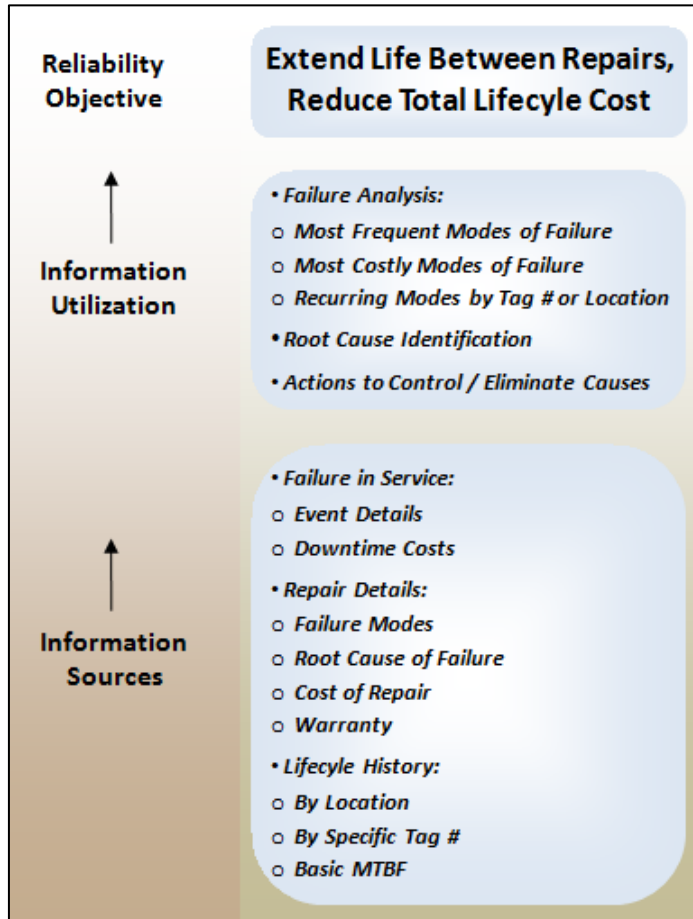 Reliability
Objective
Extend Life Between Repairs,
Reduce Total Lifecyle Cost
Information
Utilization
• Failure Analysis:
o Most Frequent Modes of Failure
o Most Costly Modes of Failure
o Recurring Modes by Tag # or Location
• Root Cause Identification
• Actions to Control / Eliminate Causes
Information
Sources
• Failure in Service:
o Event Details
o Downtime Costs
• Repair Details:
o Failure Modes
o Root Cause of Failure
o Cost of Repair
o Warranty
• Lifecyle History:
o By Location
o By Specific Tag #
o Basic MTBF